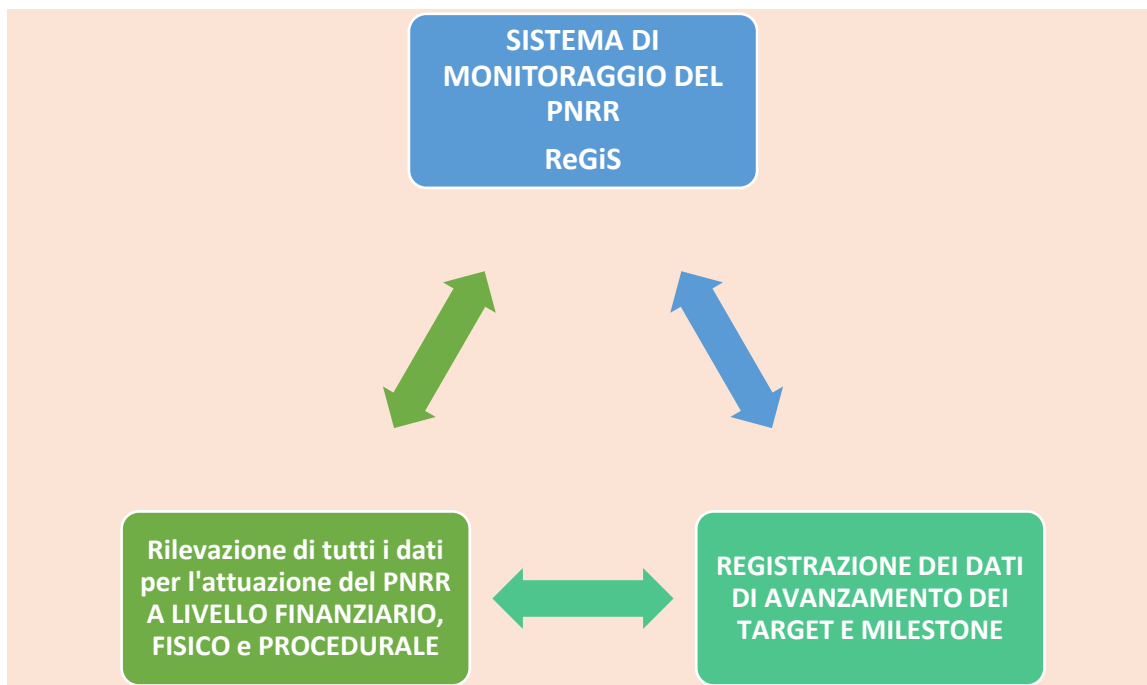 SISTEMA DI
MONITORAGGIO DEL
PNRR
ReGiS
Rilevazione di tutti i dati
per l'attuazione del PNRR
A LIVELLO FINANZIARIO,
FISICO e PROCEDURALE
REGISTRAZIONE DEI DATI
DI AVANZAMENTO DEI
TARGET E MILESTONE